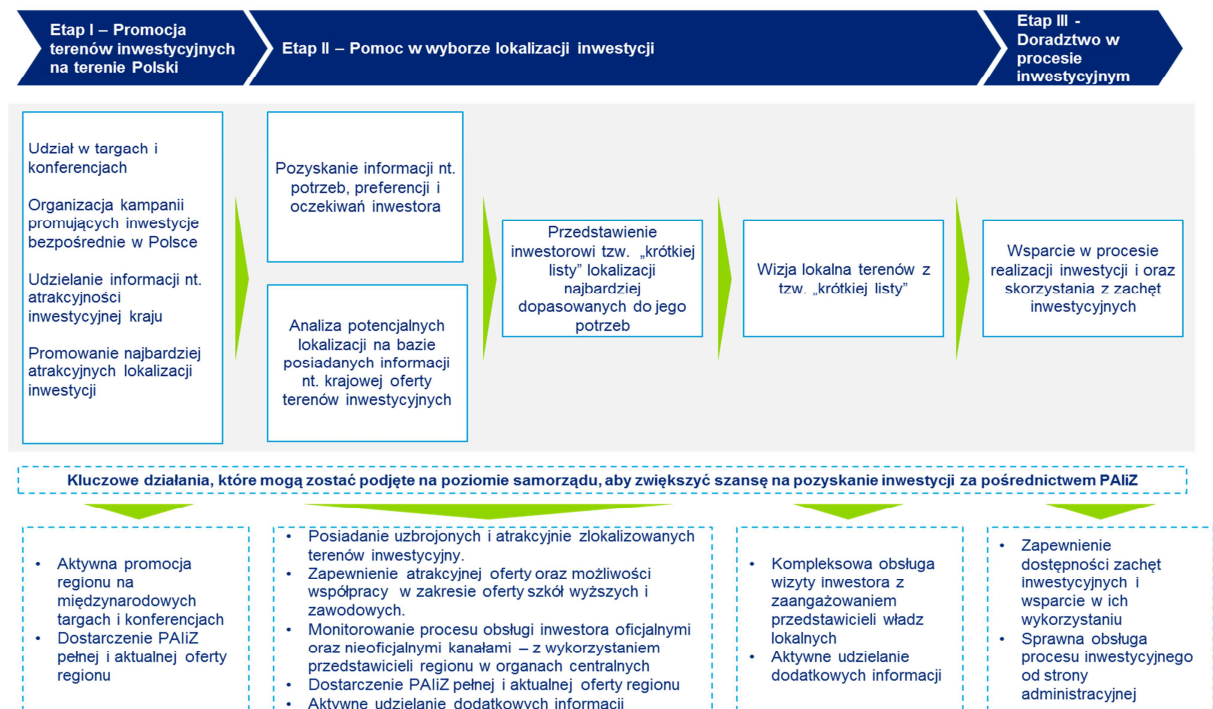 Etap I – Promocja
terenów inwestycyjnych
na terenie Polski
Etap II – Pomoc w wyborze lokalizacji inwestycji
Etap III -
Doradztwo w
procesie
inwestycyjnym
Udział w targach i
konferencjach
Organizacja kampanii
promujących inwestycje
bezpośrednie w Polsce
Udzielanie informacji nt.
atrakcyjności
inwestycyjnej kraju
Promowanie najbardziej
atrakcyjnych lokalizacji
inwestycji
Pozyskanie informacji nt.
potrzeb, preferencji i
oczekiwań inwestora
Analiza potencjalnych
lokalizacji na bazie
posiadanych informacji
nt. krajowej oferty
terenów inwestycyjnych
Przedstawienie
inwestorowi tzw. „krótkiej
listy” lokalizacji
najbardziej
dopasowanych do jego
potrzeb
Wizja lokalna terenów z
tzw. „krótkiej listy”
Wsparcie w procesie
realizacji inwestycji i oraz
skorzystania z zachęt
inwestycyjnych
Kluczowe działania, które mogą zostać podjęte na poziomie samorządu, aby zwiększyć szansę na pozyskanie inwestycji za pośrednictwem PAIiZ
• Aktywna promocja
regionu na
międzynarodowych
targach i konferencjach
• Dostarczenie PAIiZ
pełnej i aktualnej oferty
regionu
• Posiadanie uzbrojonych i atrakcyjnie zlokalizowanych
terenów inwestycyjny.
• Zapewnienie atrakcyjnej oferty oraz możliwości
współpracy w zakresie oferty szkół wyższych i
zawodowych.
• Monitorowanie procesu obsługi inwestora oficjalnymi
oraz nieoficjalnymi kanałami – z wykorzystaniem
przedstawicieli regionu w organach centralnych
• Dostarczenie PAIiZ pełnej i aktualnej oferty regionu
• Aktywne udzielanie dodatkowych informacji
• Kompleksowa obsługa
wizyty inwestora z
zaangażowaniem
przedstawicieli władz
lokalnych
• Aktywne udzielanie
dodatkowych informacji
• Zapewnienie
dostępności zachęt
inwestycyjnych i
wsparcie w ich
wykorzystaniu
• Sprawna obsługa
procesu inwestycyjnego
od strony
administracyjnej